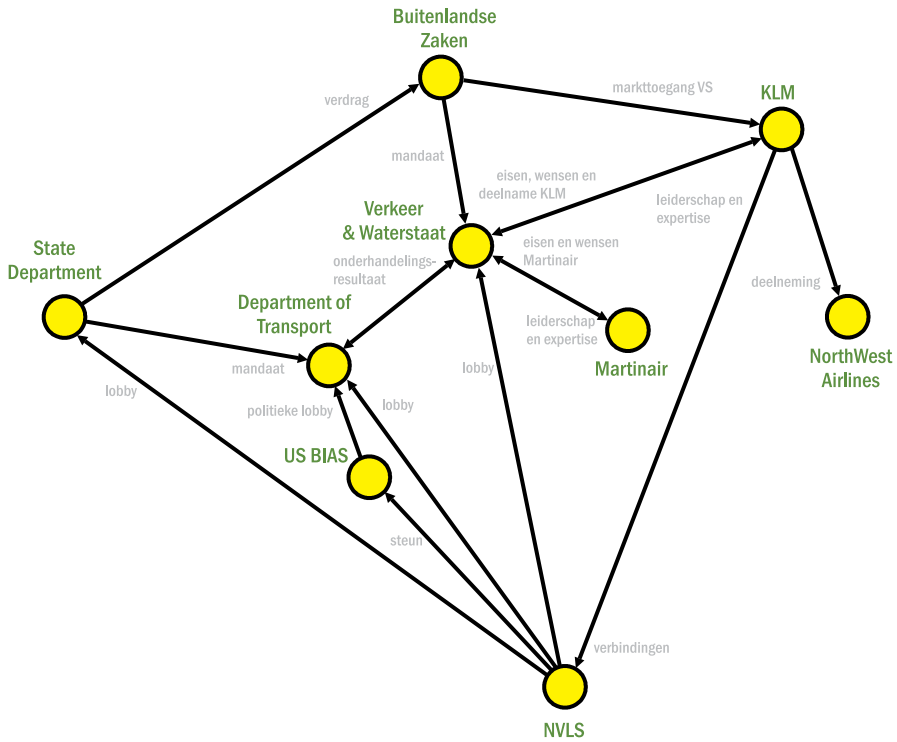 Buitenlandse
Zaken
verdrag
markttoegang VS
KLM
mandaat
eisen, wensen en
deelname KLM
leiderschap en
expertise
Verkeer
& Waterstaat
State
Department
onderhandelings-
resultaat
eisen en wensen
Martinair
deelneming
Department of
Transport
leiderschap
en expertise
NorthWest
Airlines
Martinair
mandaat
lobby
lobby
politieke lobby
lobby
US BIAS
steun
verbindingen
NVLS